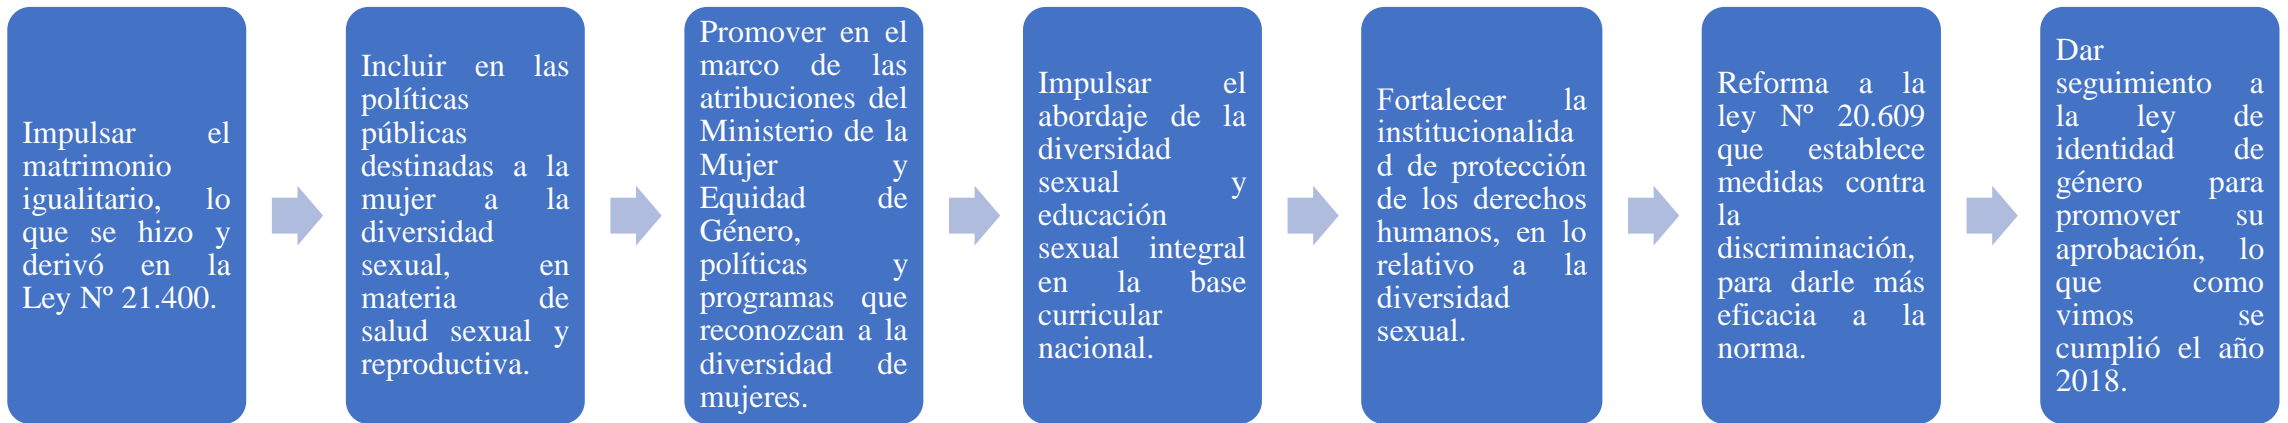 Impulsar el
matrimonio
igualitario, lo
que se hizo y
derivó en la
Ley Nº 21.400.
Incluir en las
políticas
públicas
destinadas a la
mujer a la
diversidad
sexual, en
materia de
salud sexual y
reproductiva.
Promover en el
marco de las
atribuciones del
Ministerio de la
Mujer y
Equidad de
Género,
políticas y
programas que
reconozcan a la
diversidad de
mujeres.
Impulsar el
abordaje de la
diversidad
sexual y
educación
sexual integral
en la base
curricular
nacional.
Fortalecer la
institucionalida
d de protección
de los derechos
humanos, en lo
relativo a la
diversidad
sexual.
Reforma a la
ley Nº 20.609
que establece
medidas contra
la
discriminación,
para darle más
eficacia a la
norma.
Dar
seguimiento a
la ley de
identidad de
género para
promover su
aprobación, lo
que como
vimos se
cumplió el año
2018.